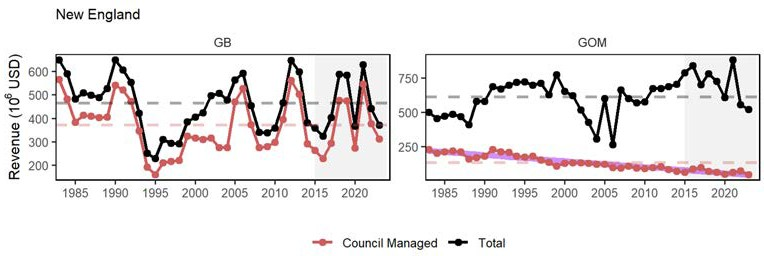 New England
GB
GOM
Revenue (10⁶ USD)
600
500
400
300
200
750
500
250
1985 1990 1995 2000 2005 2010 2015 2020
1985 1990 1995 2000 2005 2010 2015 2020
Council Managed Total